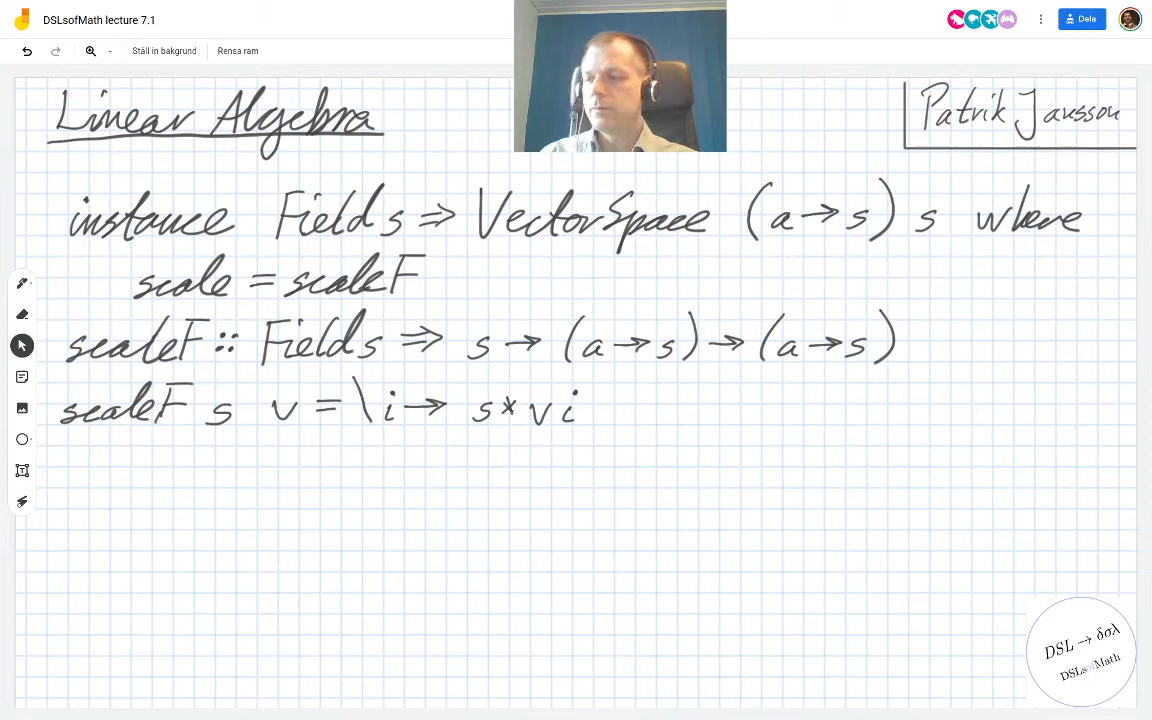 DSLsofMath lecture 7.1
Dela
Ställ in bakgrund
Rensa ram
Linear Algebra
Patrik Jansson
instance Field s ⇒ VectorSpace (a → s) s where
scale = scaleF
scaleF :: Field s ⇒ s → (a → s) → (a → s)
scaleF s v = \ i → s * v i
DSL → δσλ
DSLsofMath